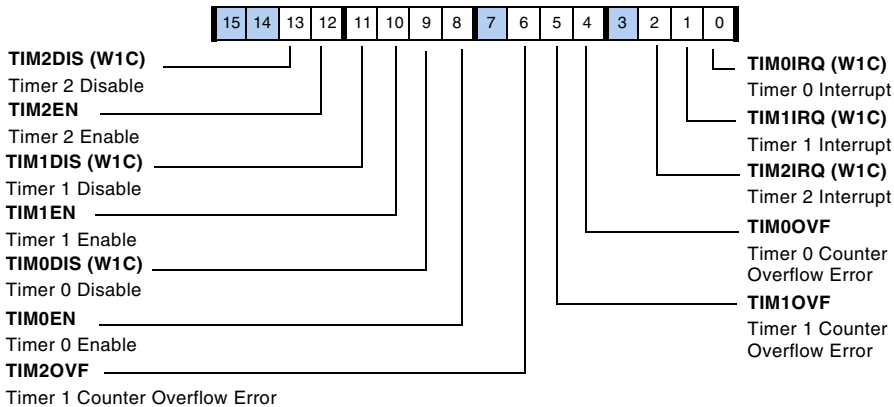 15 14 13 12 11 10 9 8 7 6 5 4 3 2 1 0
TIM2DIS (W1C)
Timer 2 Disable
TIM2EN
Timer 2 Enable
TIM1DIS (W1C)
Timer 1 Disable
TIM1EN
Timer 1 Enable
TIM0DIS (W1C)
Timer 0 Disable
TIM0EN
Timer 0 Enable
TIM2OVF
Timer 1 Counter Overflow Error
TIM0IRQ (W1C)
Timer 0 Interrupt
TIM1IRQ (W1C)
Timer 1 Interrupt
TIM2IRQ (W1C)
Timer 2 Interrupt
TIM0OVF
Timer 0 Counter
Overflow Error
TIM1OVF
Timer 1 Counter
Overflow Error